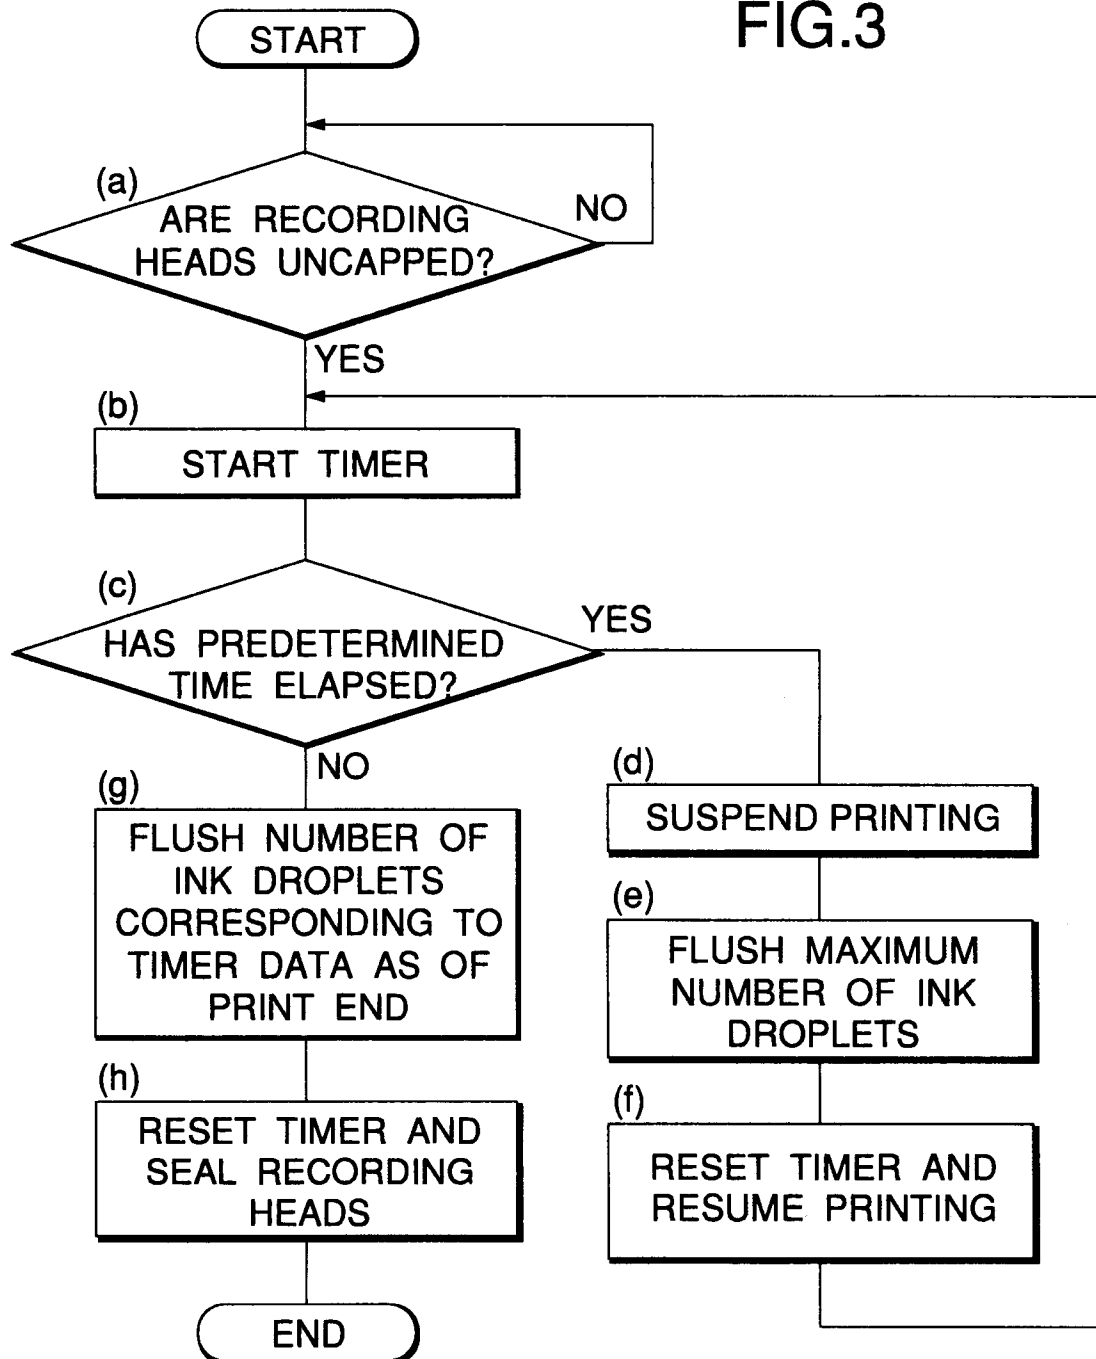 FIG.3
START
(a)
ARE RECORDING
HEADS UNCAPPED?
NO
YES
(b)
START TIMER
(c)
HAS PREDETERMINED
TIME ELAPSED?
YES
NO
(d)
SUSPEND PRINTING
(e)
FLUSH MAXIMUM
NUMBER OF INK
DROPLETS
(f)
RESET TIMER AND
RESUME PRINTING
(g)
FLUSH NUMBER OF
INK DROPLETS
CORRESPONDING TO
TIMER DATA AS OF
PRINT END
(h)
RESET TIMER AND
SEAL RECORDING
HEADS
END